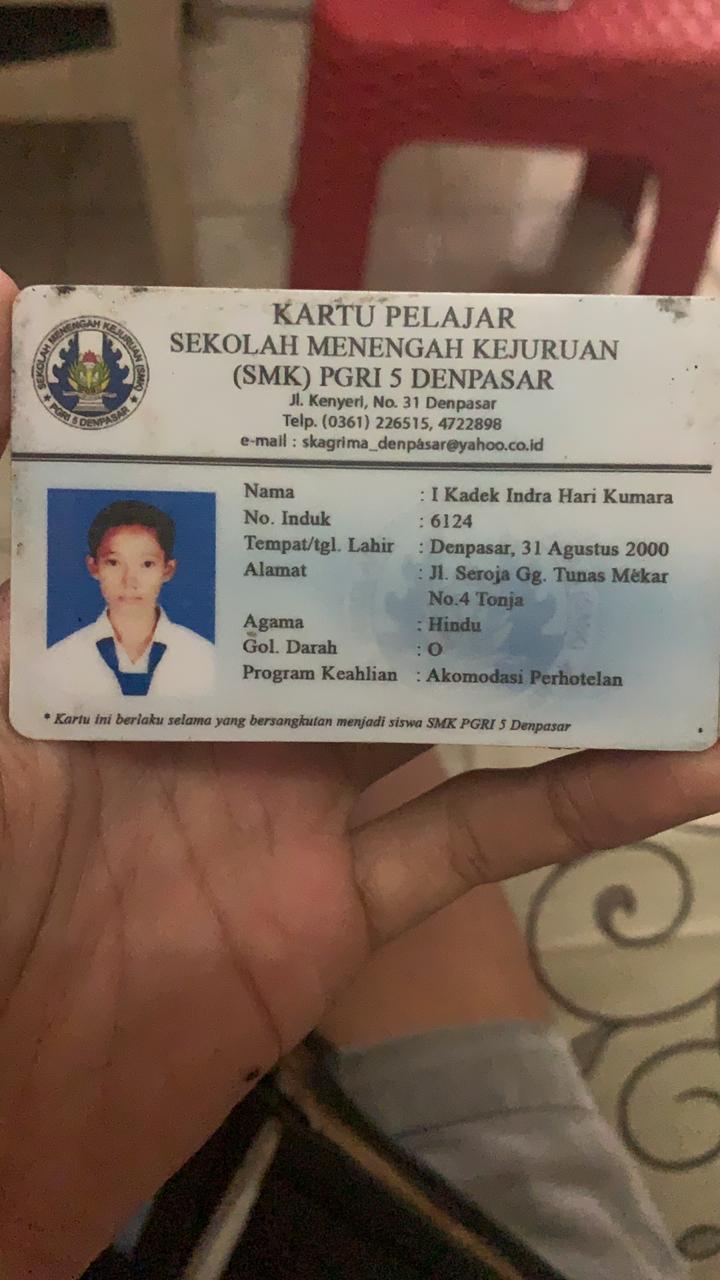 KARTU PELAJAR
SEKOLAH MENENGAH KEJURUAN
(SMK) PGRI 5 DENPASAR
Jl. Kenyeri, No. 31 Denpasar
Telp. (0361) 226515, 4722898
e-mail : skagrima_denpasar@yahoo.co.id
SEKOLAH MENENGAH KEJURUAN (SMK)
★ PGRI 5 DENPASAR ★
Nama : I Kadek Indra Hari Kumara
No. Induk : 6124
Tempat/tgl. Lahir : Denpasar, 31 Agustus 2000
Alamat : Jl. Seroja Gg. Tunas Mekar
No.4 Tonja
Agama : Hindu
Gol. Darah : O
Program Keahlian : Akomodasi Perhotelan
* Kartu ini berlaku selama yang bersangkutan menjadi siswa SMK PGRI 5 Denpasar